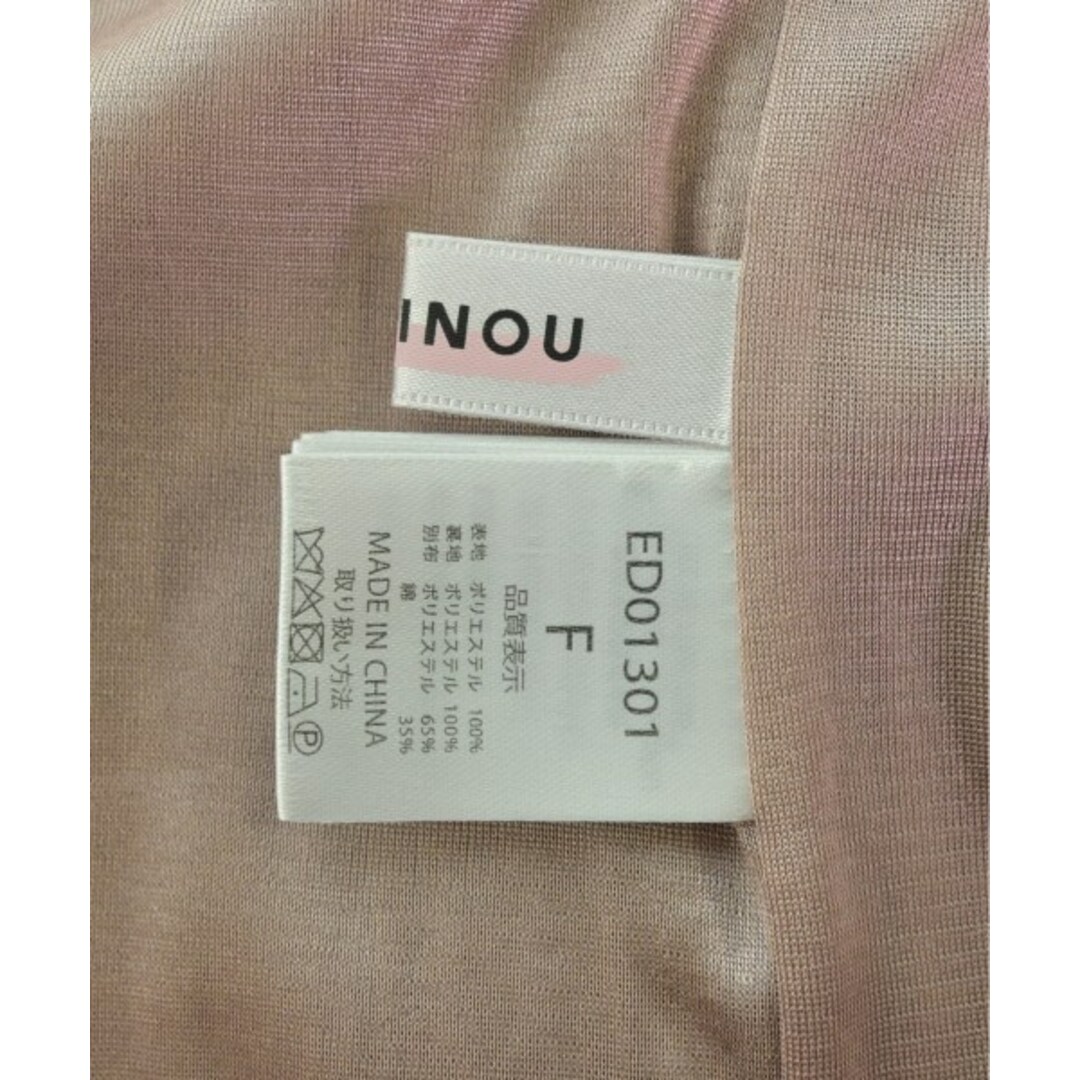 INOU
ED01301
F
品質表示
表地 ポリエステル 100%
裏地 ポリエステル 100%
別布 ポリエステル 65%
綿 35%
MADE IN CHINA
取り扱い方法
P